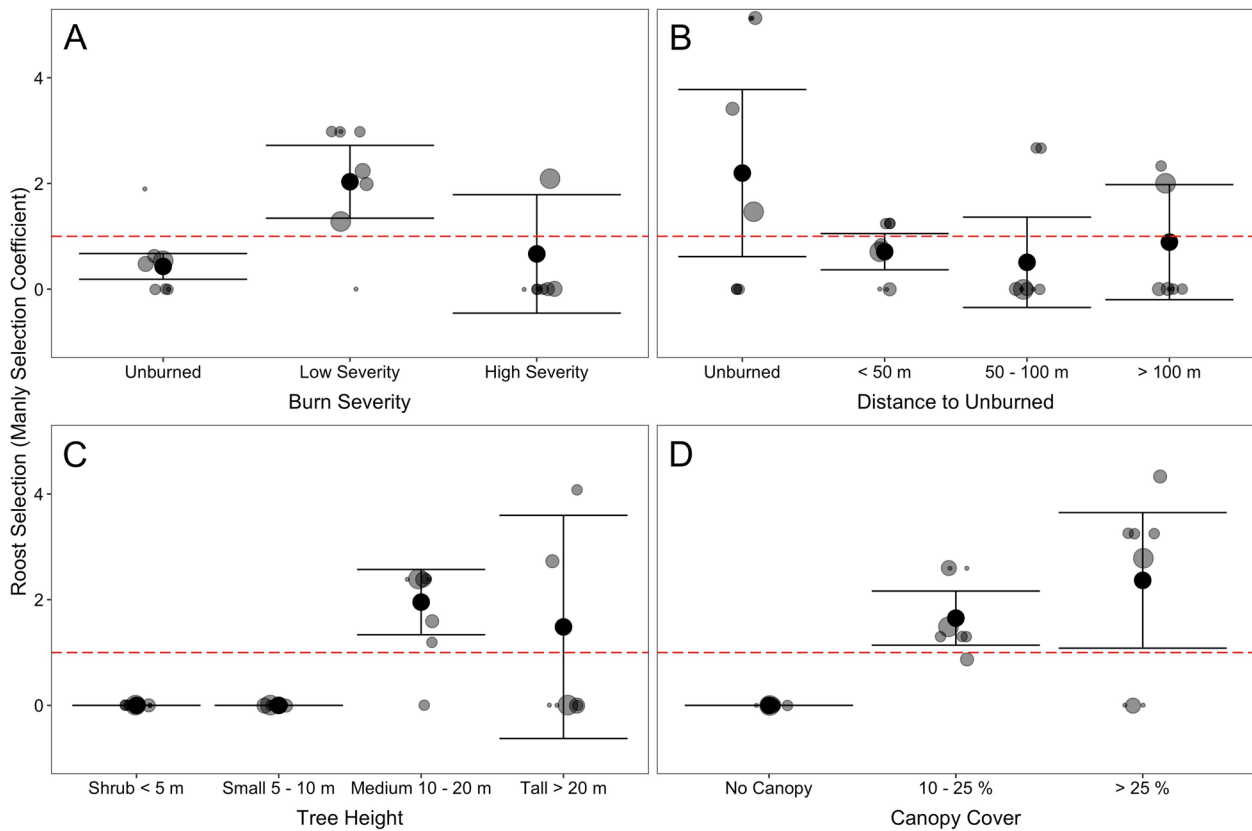 A
B
Roost Selection (Manly Selection Coefficient)
4
2
0
Unburned Low Severity High Severity
Burn Severity
Unburned < 50 m 50 - 100 m > 100 m
Distance to Unburned
C
D
4
2
0
Shrub < 5 m Small 5 - 10 m Medium 10 - 20 m Tall > 20 m
Tree Height
No Canopy 10 - 25 % > 25 %
Canopy Cover